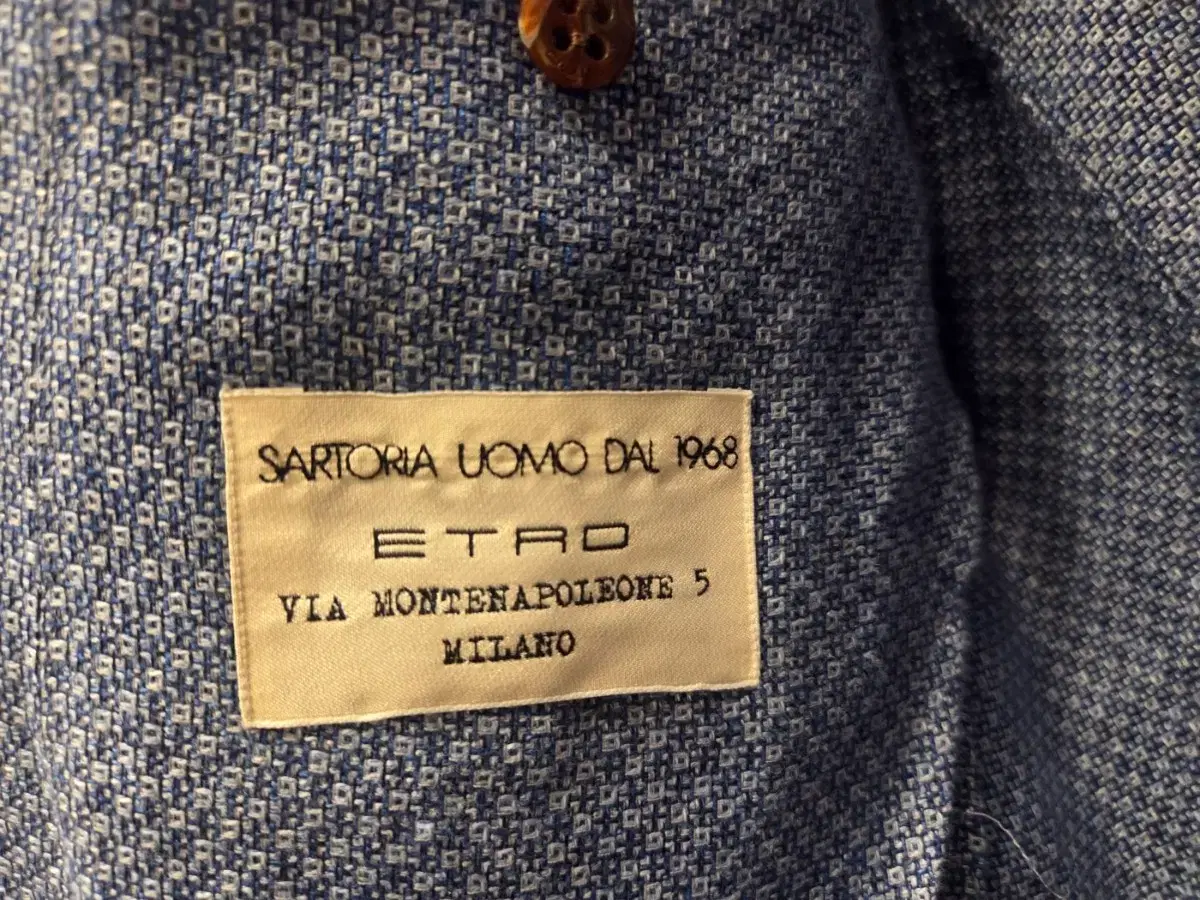 SARTORIA UOMO DAL 1968
ETRO
VIA MONTENAPOLEONE 5
MILANO